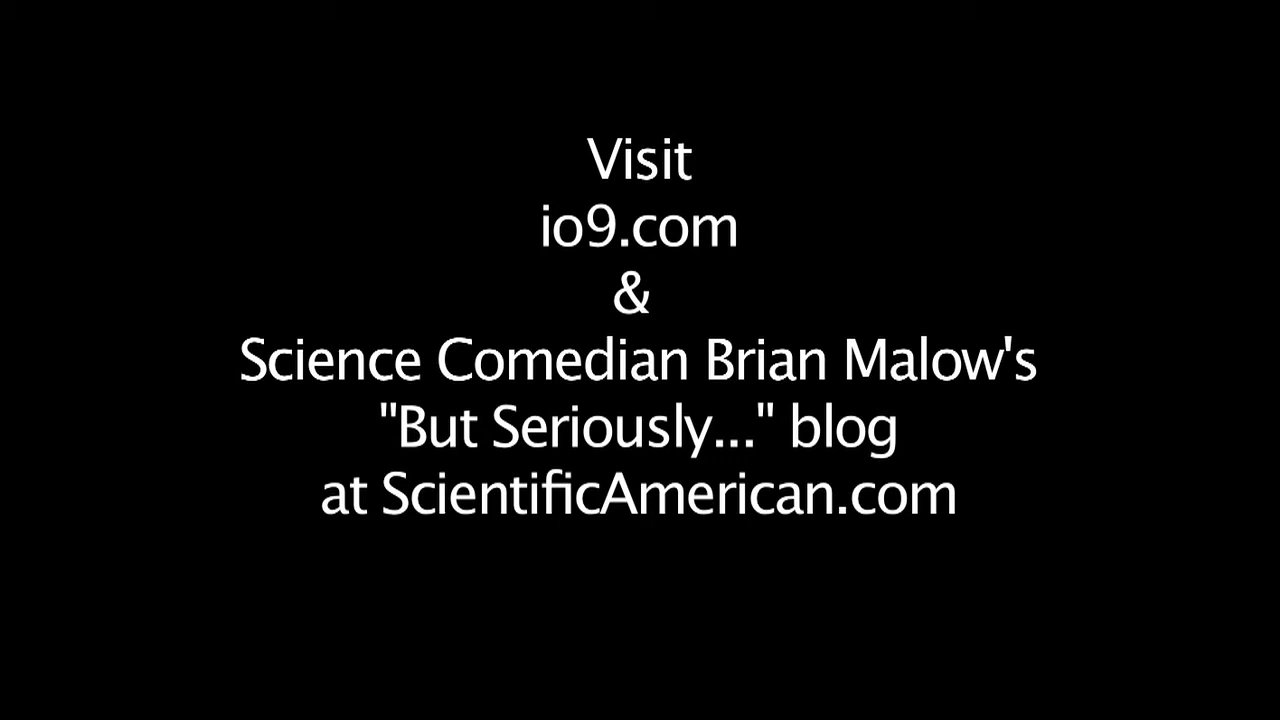 Visit
io9.com
&
Science Comedian Brian Malow's
"But Seriously..." blog
at ScientificAmerican.com